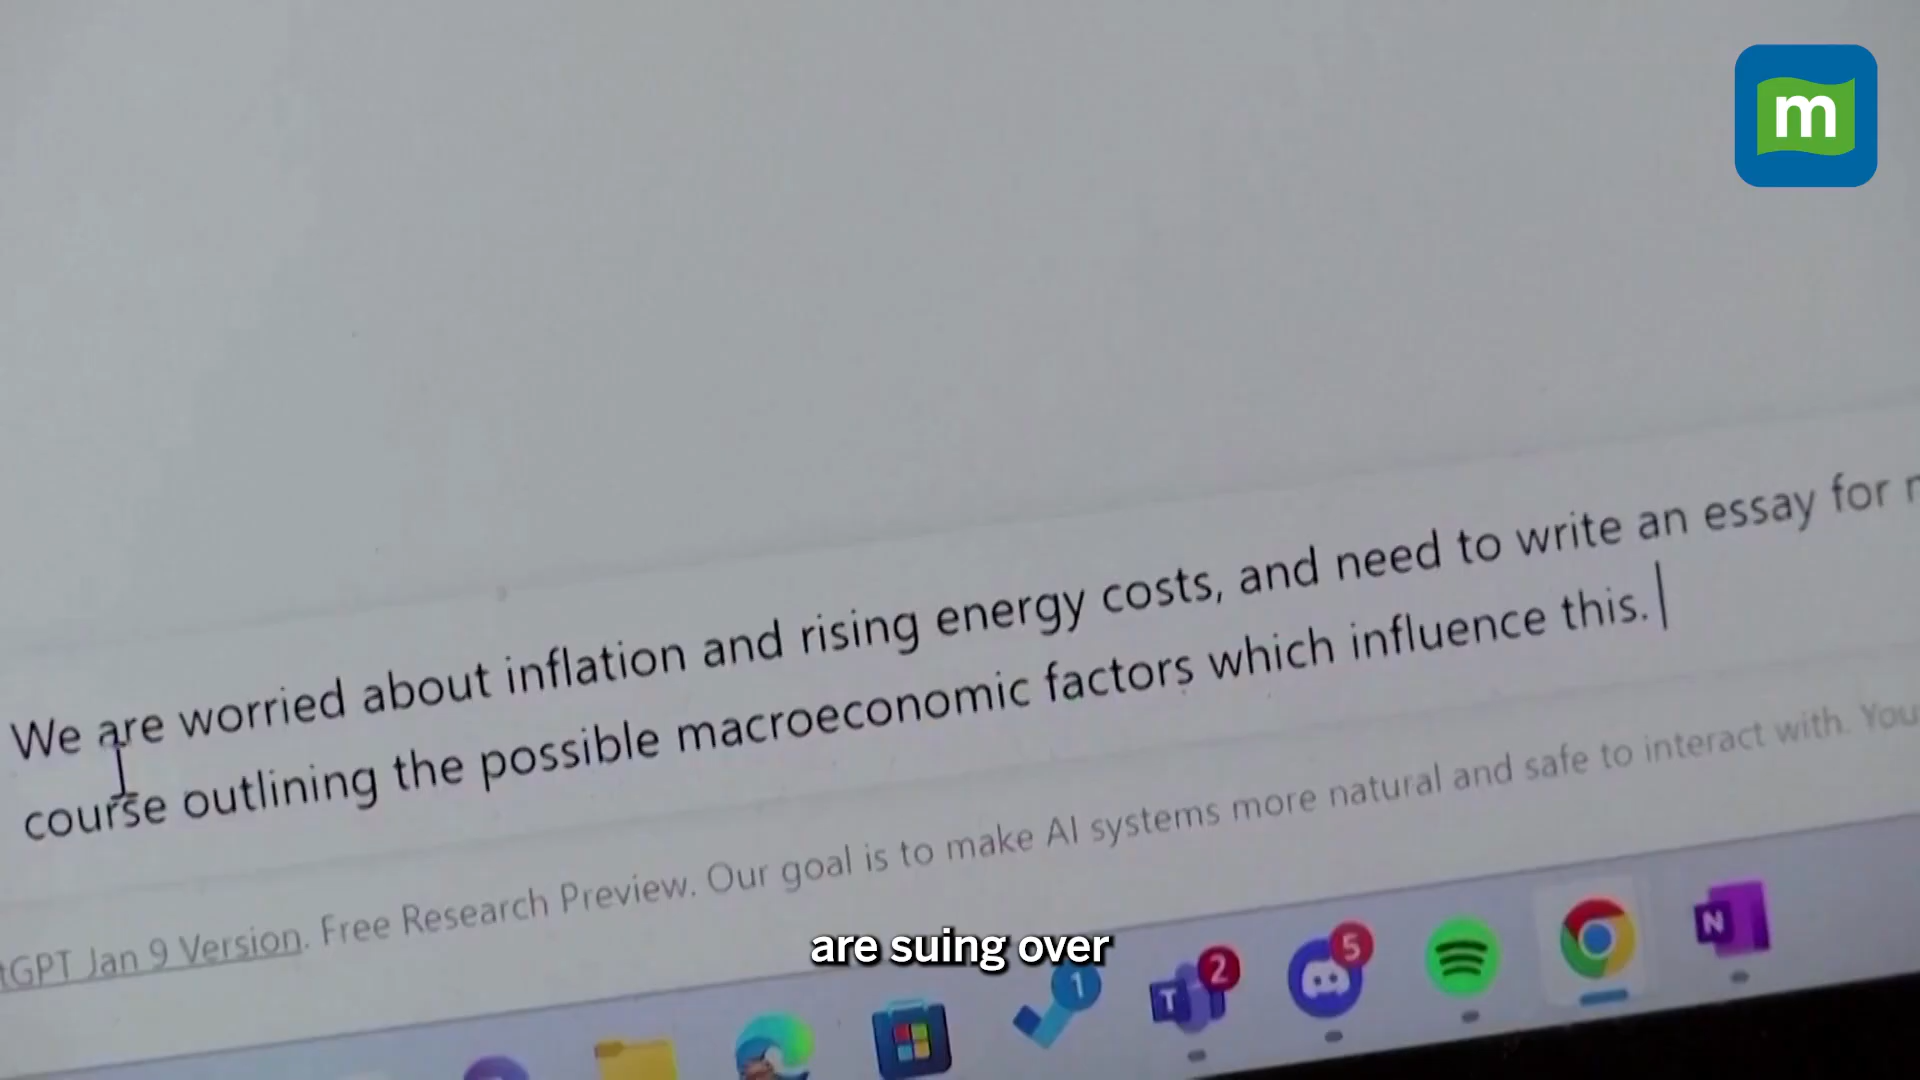 m
We are worried about inflation and rising energy costs, and need to write an essay for
course outlining the possible macroeconomic factors which influence this.
tGPT Jan 9 Version. Free Research Preview. Our goal is to make AI systems more natural and safe to interact with. You
are suing over
1
T 2
5
N